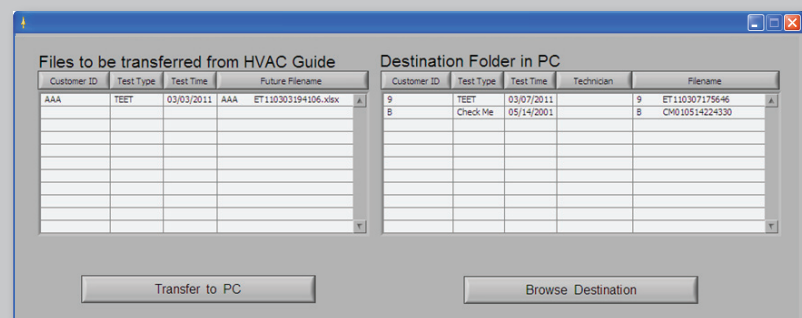 Files to be transferred from HVAC Guide
Customer ID Test Type Test Time Future Filename
AAA TEET 03/03/2011 AAA ET110303194106.xlsx
Transfer to PC
Destination Folder in PC
Customer ID Test Type Test Time Technician Filename
9 TEET 03/07/2011 9 ET110307175646
B Check Me 05/14/2001 B CM010514224330
Browse Destination